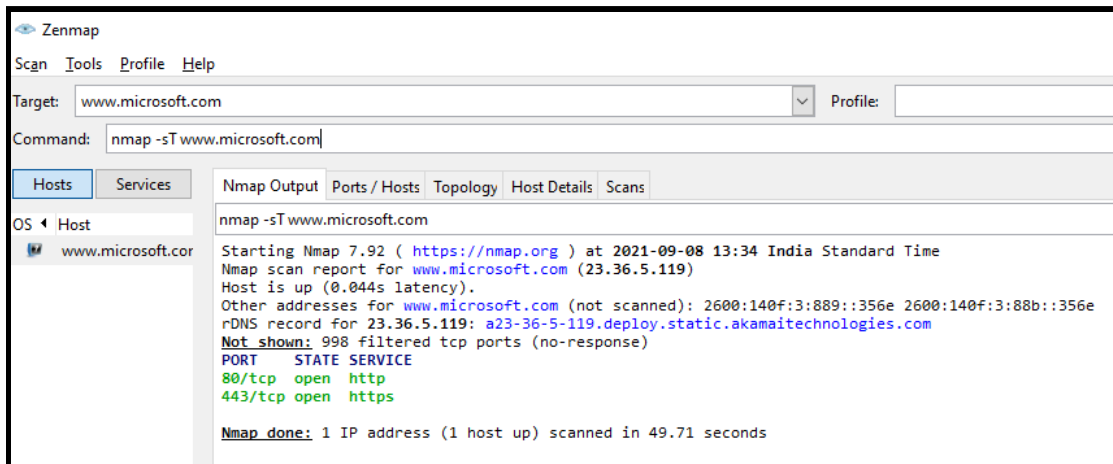 Zenmap
Scan Tools Profile Help
Target: www.microsoft.com Profile:
Command: nmap -sT www.microsoft.com
Hosts Services Nmap Output Ports / Hosts Topology Host Details Scans
nmap -sT www.microsoft.com
OS Host
www.microsoft.cor
Starting Nmap 7.92 ( https://nmap.org ) at 2021-09-08 13:34 India Standard Time
Nmap scan report for www.microsoft.com (23.36.5.119)
Host is up (0.044s latency).
Other addresses for www.microsoft.com (not scanned): 2600:140f:3:889::356e 2600:140f:3:88b::356e
rDNS record for 23.36.5.119: a23-36-5-119.deploy.static.akamaitechnologies.com
Not shown: 998 filtered tcp ports (no-response)
PORT STATE SERVICE
80/tcp open http
443/tcp open https
Nmap done: 1 IP address (1 host up) scanned in 49.71 seconds